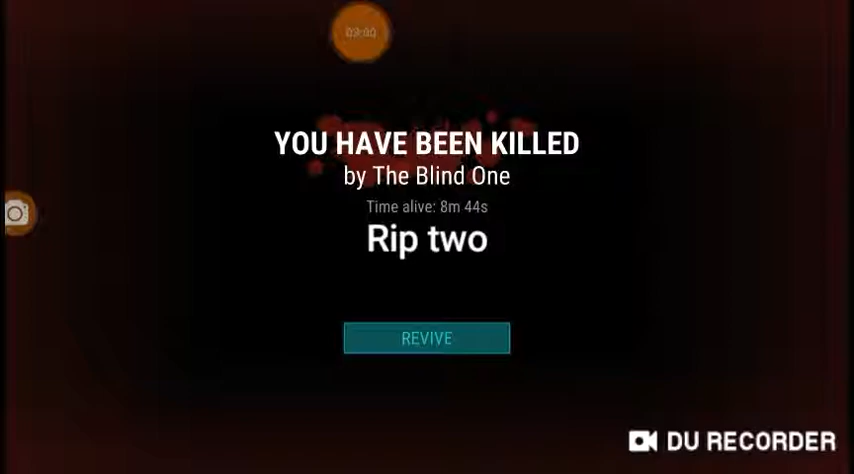 YOU HAVE BEEN KILLED
by The Blind One
Time alive: 8m 44s
Rip two
REVIVE
DU RECORDER